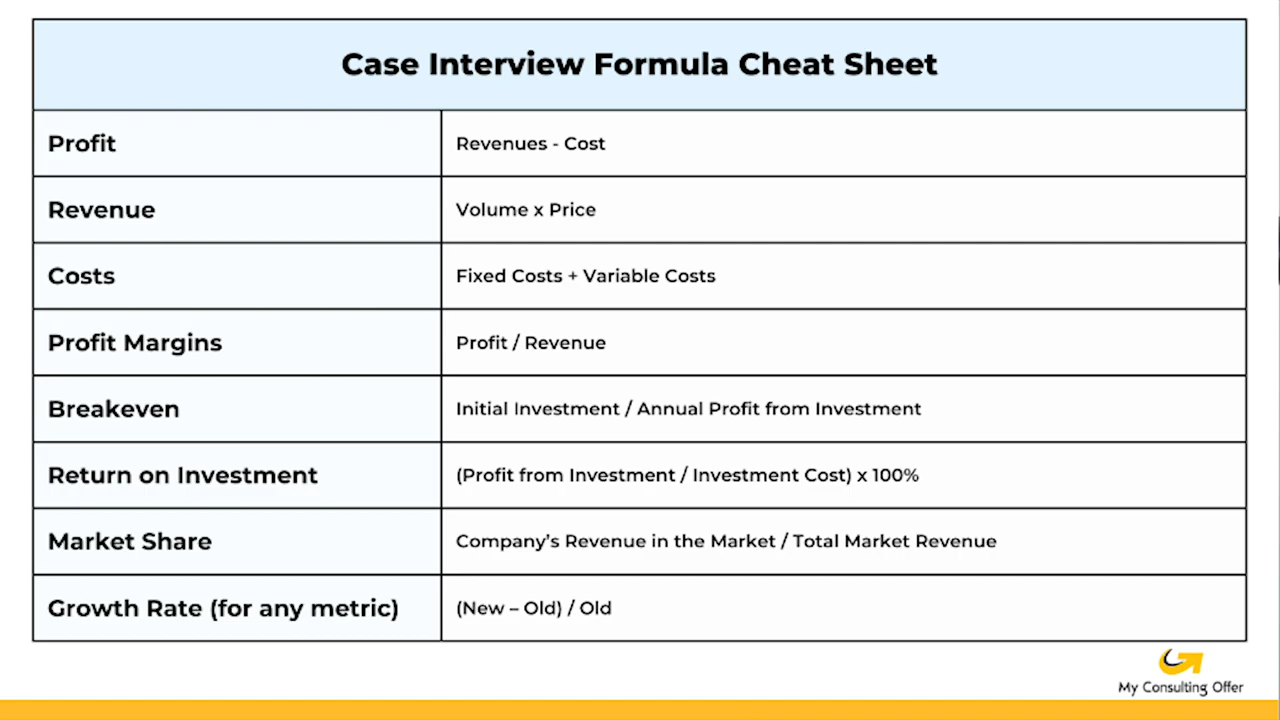 Case Interview Formula Cheat Sheet
Profit
Revenues - Cost
Revenue
Volume x Price
Costs
Fixed Costs + Variable Costs
Profit Margins
Profit / Revenue
Breakeven
Initial Investment / Annual Profit from Investment
Return on Investment
(Profit from Investment / Investment Cost) x 100%
Market Share
Company’s Revenue in the Market / Total Market Revenue
Growth Rate (for any metric)
(New – Old) / Old
My Consulting Offer